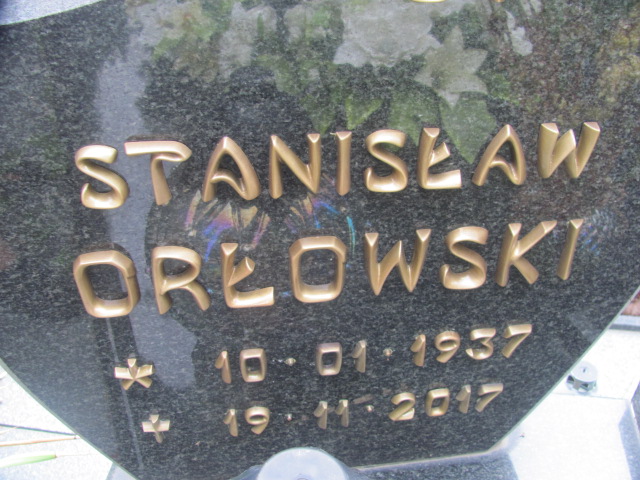 STANISŁAW
ORŁOWSKI
* 10·01·1937
+ 19·11·2017